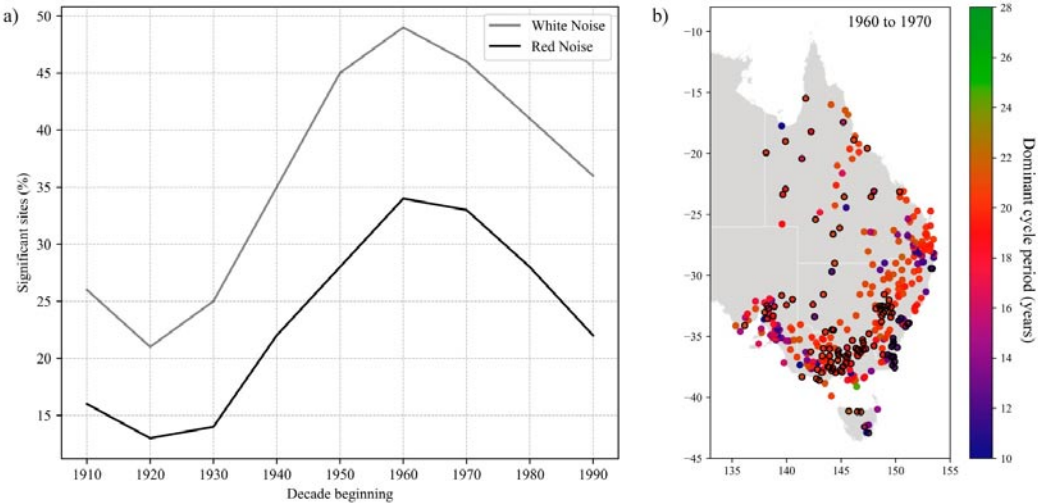 a)
50
45
40
35
30
25
20
15
Significant sites (%)
White Noise
Red Noise
1910 1920 1930 1940 1950 1960 1970 1980 1990
Decade beginning
b)
1960 to 1970
−10
−15
−20
−25
−30
−35
−40
−45
135 140 145 150 155
28
26
24
22
20
18
16
14
12
10
Dominant cycle period (years)